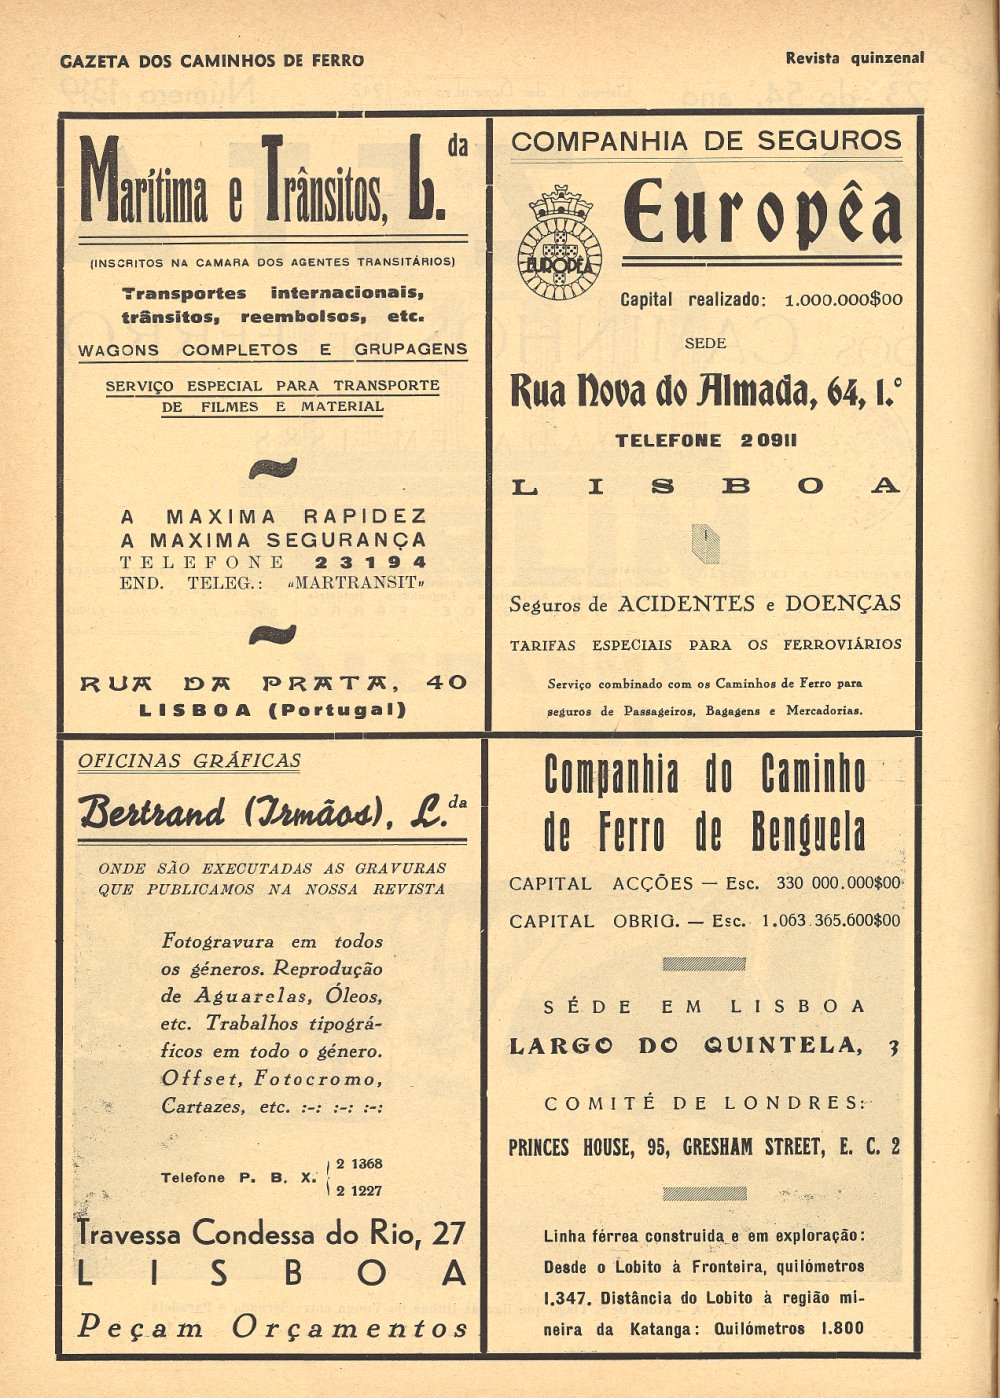 GAZETA DOS CAMINHOS DE FERRO
Revista quinzenal
Marítima e Trânsitos, L.da
(INSCRITOS NA CAMARA DOS AGENTES TRANSITÁRIOS)
Transportes internacionais,
trânsitos, reembolsos, etc.
WAGONS COMPLETOS E GRUPAGENS
SERVIÇO ESPECIAL PARA TRANSPORTE
DE FILMES E MATERIAL
A MAXIMA RAPIDEZ
A MAXIMA SEGURANÇA
TELEFONE 23194
END. TELEG.: «MARTRANSIT»
RUA DA PRATA, 40
LISBOA (Portugal)
COMPANHIA DE SEGUROS
Européa
EUROPÊA
Capital realizado: 1.000.000$00
SEDE
Rua Nova do Almada, 64, 1.°
TELEFONE 20911
LISBOA
Seguros de ACIDENTES e DOENÇAS
TARIFAS ESPECIAIS PARA OS FERROVIÁRIOS
Serviço combinado com os Caminhos de Ferro para
seguros de Passageiros, Bagagens e Mercadorias.
OFICINAS GRÁFICAS
Bertrand (Irmãos), L.da
ONDE SÃO EXECUTADAS AS GRAVURAS
QUE PUBLICAMOS NA NOSSA REVISTA
Fotogravura em todos
os géneros. Reprodução
de Aguarelas, Óleos,
etc. Trabalhos tipográ-
ficos em todo o género.
Offset, Fotocromo,
Cartazes, etc. :-: :-: :-:
Telefone P. B. X. 2 1368
2 1227
Travessa Condessa do Rio, 27
LISBOA
Peçam Orçamentos
Companhia do Caminho
de Ferro de Benguela
CAPITAL ACÇÕES — Esc. 330 000.000$00
CAPITAL OBRIG. — Esc. 1.063.365.600$00
SÉDE EM LISBOA
LARGO DO QUINTELA, 3
COMITÉ DE LONDRES:
PRINCES HOUSE, 95, GRESHAM STREET, E. C. 2
Linha férrea construida e em exploração:
Desde o Lobito à Fronteira, quilómetros
1.347. Distância do Lobito à região mi-
neira da Katanga: Quilómetros 1.800